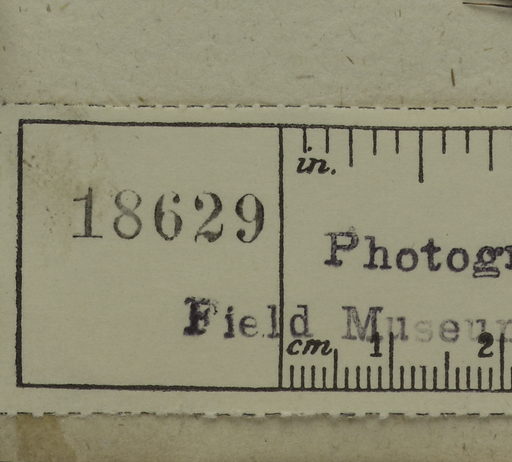 in.
18629
Photogr
Field Museum
cm 1 2